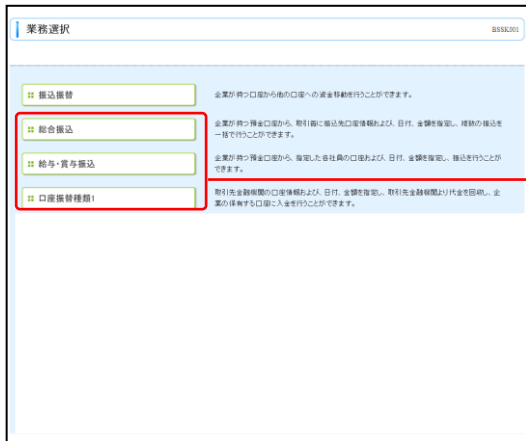 業務選択
BSSK001
振込振替
企業が持つ口座から他の口座への資金移動を行うことができます。
総合振込
企業が持つ預金口座から、取引毎に振込先口座情報および、日付、金額を指定し、複数の振込を
一括で行うことができます。
給与・賞与振込
企業が持つ預金口座から、指定した各社員の口座および、日付、金額を指定し、振込を行うことが
できます。
口座振替種類1
取引先金融機関の口座情報および、日付、金額を指定し、取引先金融機関より代金を回収し、企
業の保有する口座に入金を行うことができます。